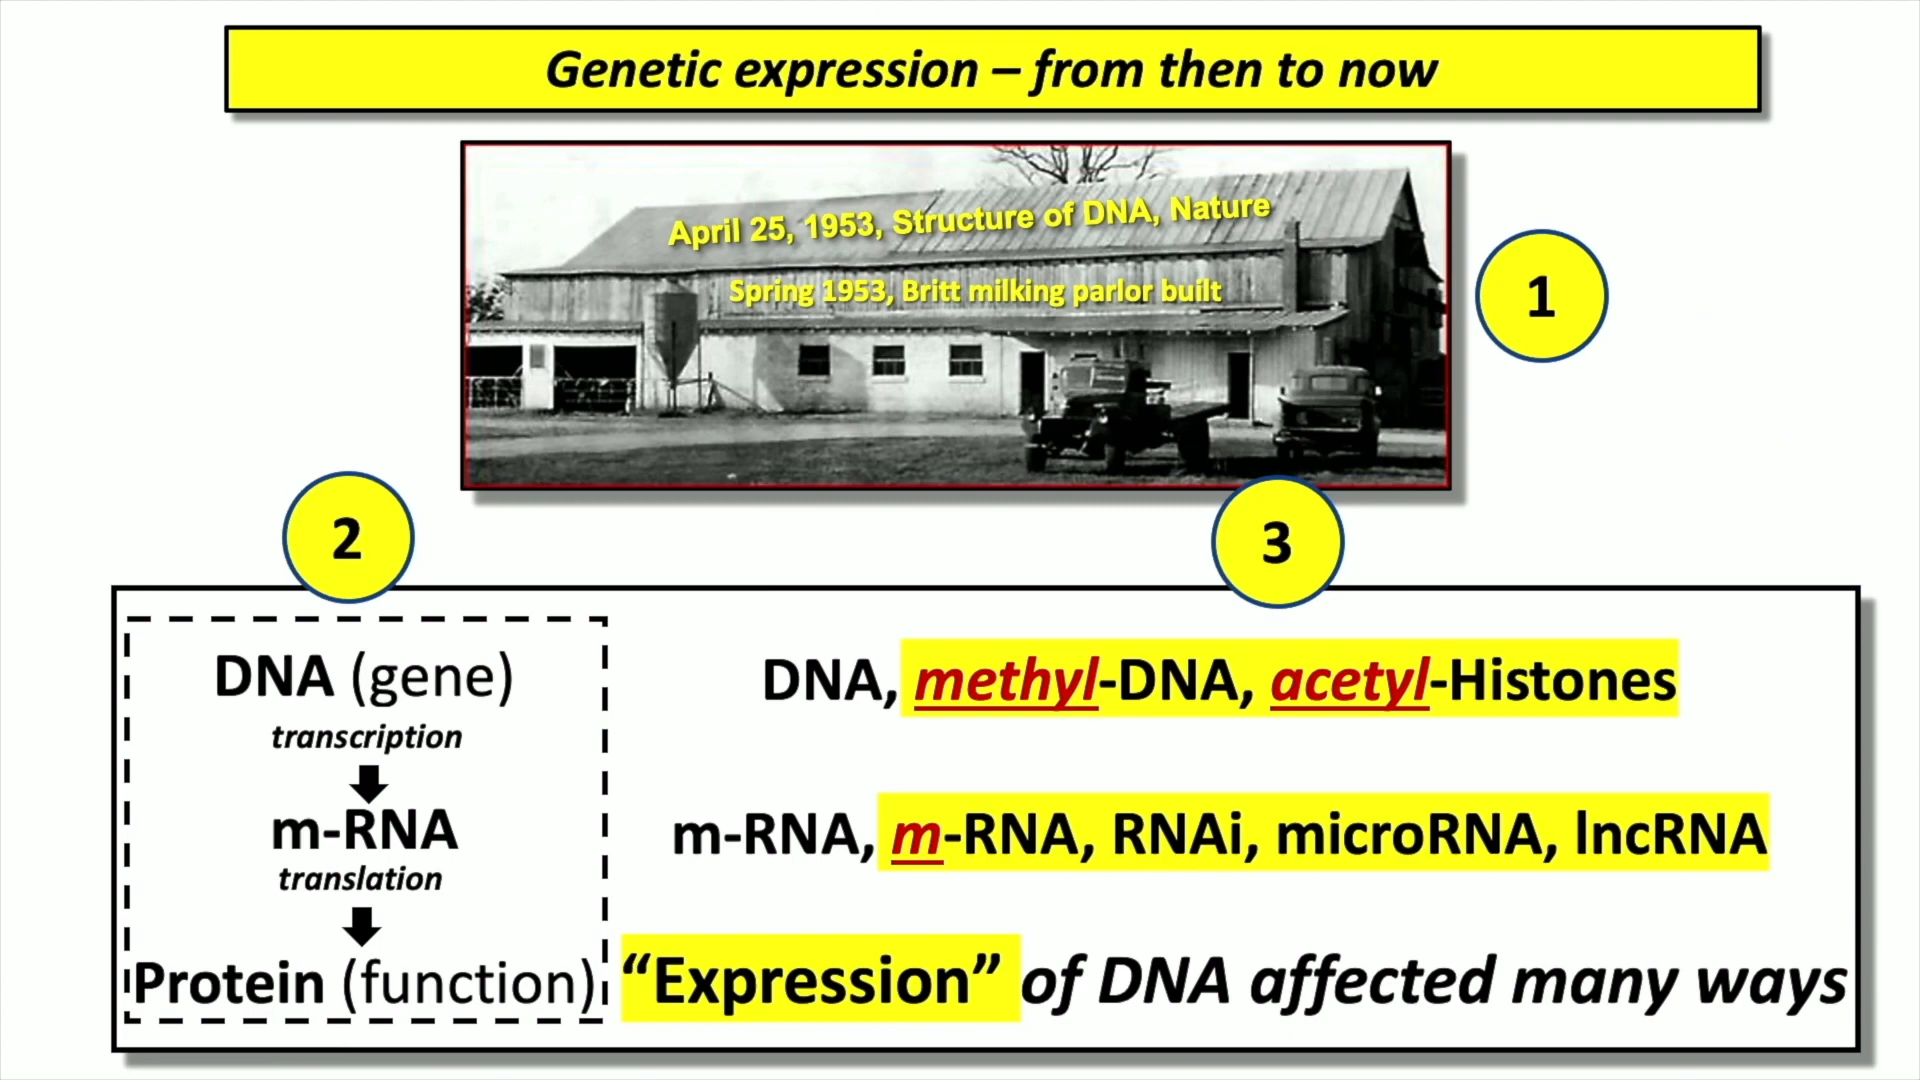 Genetic expression – from then to now
April 25, 1953, Structure of DNA, Nature
Spring 1953, Britt milking parlor built
1
2
3
DNA (gene)
transcription
m-RNA
translation
Protein (function)
DNA, methyl-DNA, acetyl-Histones
m-RNA, m-RNA, RNAi, microRNA, lncRNA
“Expression” of DNA affected many ways